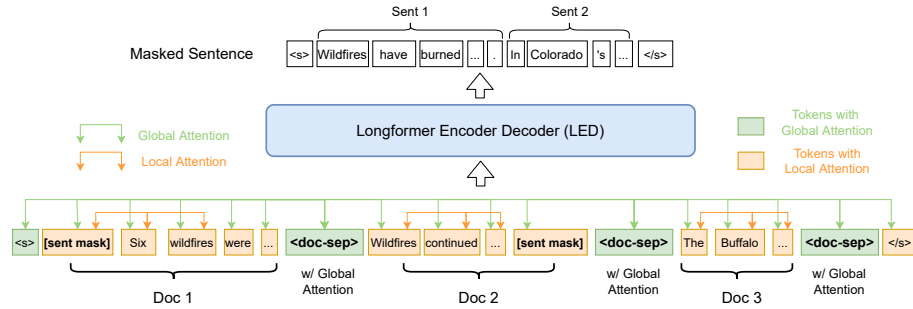 Sent 1 Sent 2
Masked Sentence <s> Wildfires have burned ... . In Colorado 's ... </s>
Longformer Encoder Decoder (LED)
Global Attention
Local Attention
Tokens with
Global Attention
Tokens with
Local Attention
<s> [sent mask] Six wildfires were ... <doc-sep> Wildfires continued ... [sent mask] <doc-sep> The Buffalo ... <doc-sep> </s>
w/ Global
Attention
w/ Global
Attention
w/ Global
Attention
Doc 1 Doc 2 Doc 3